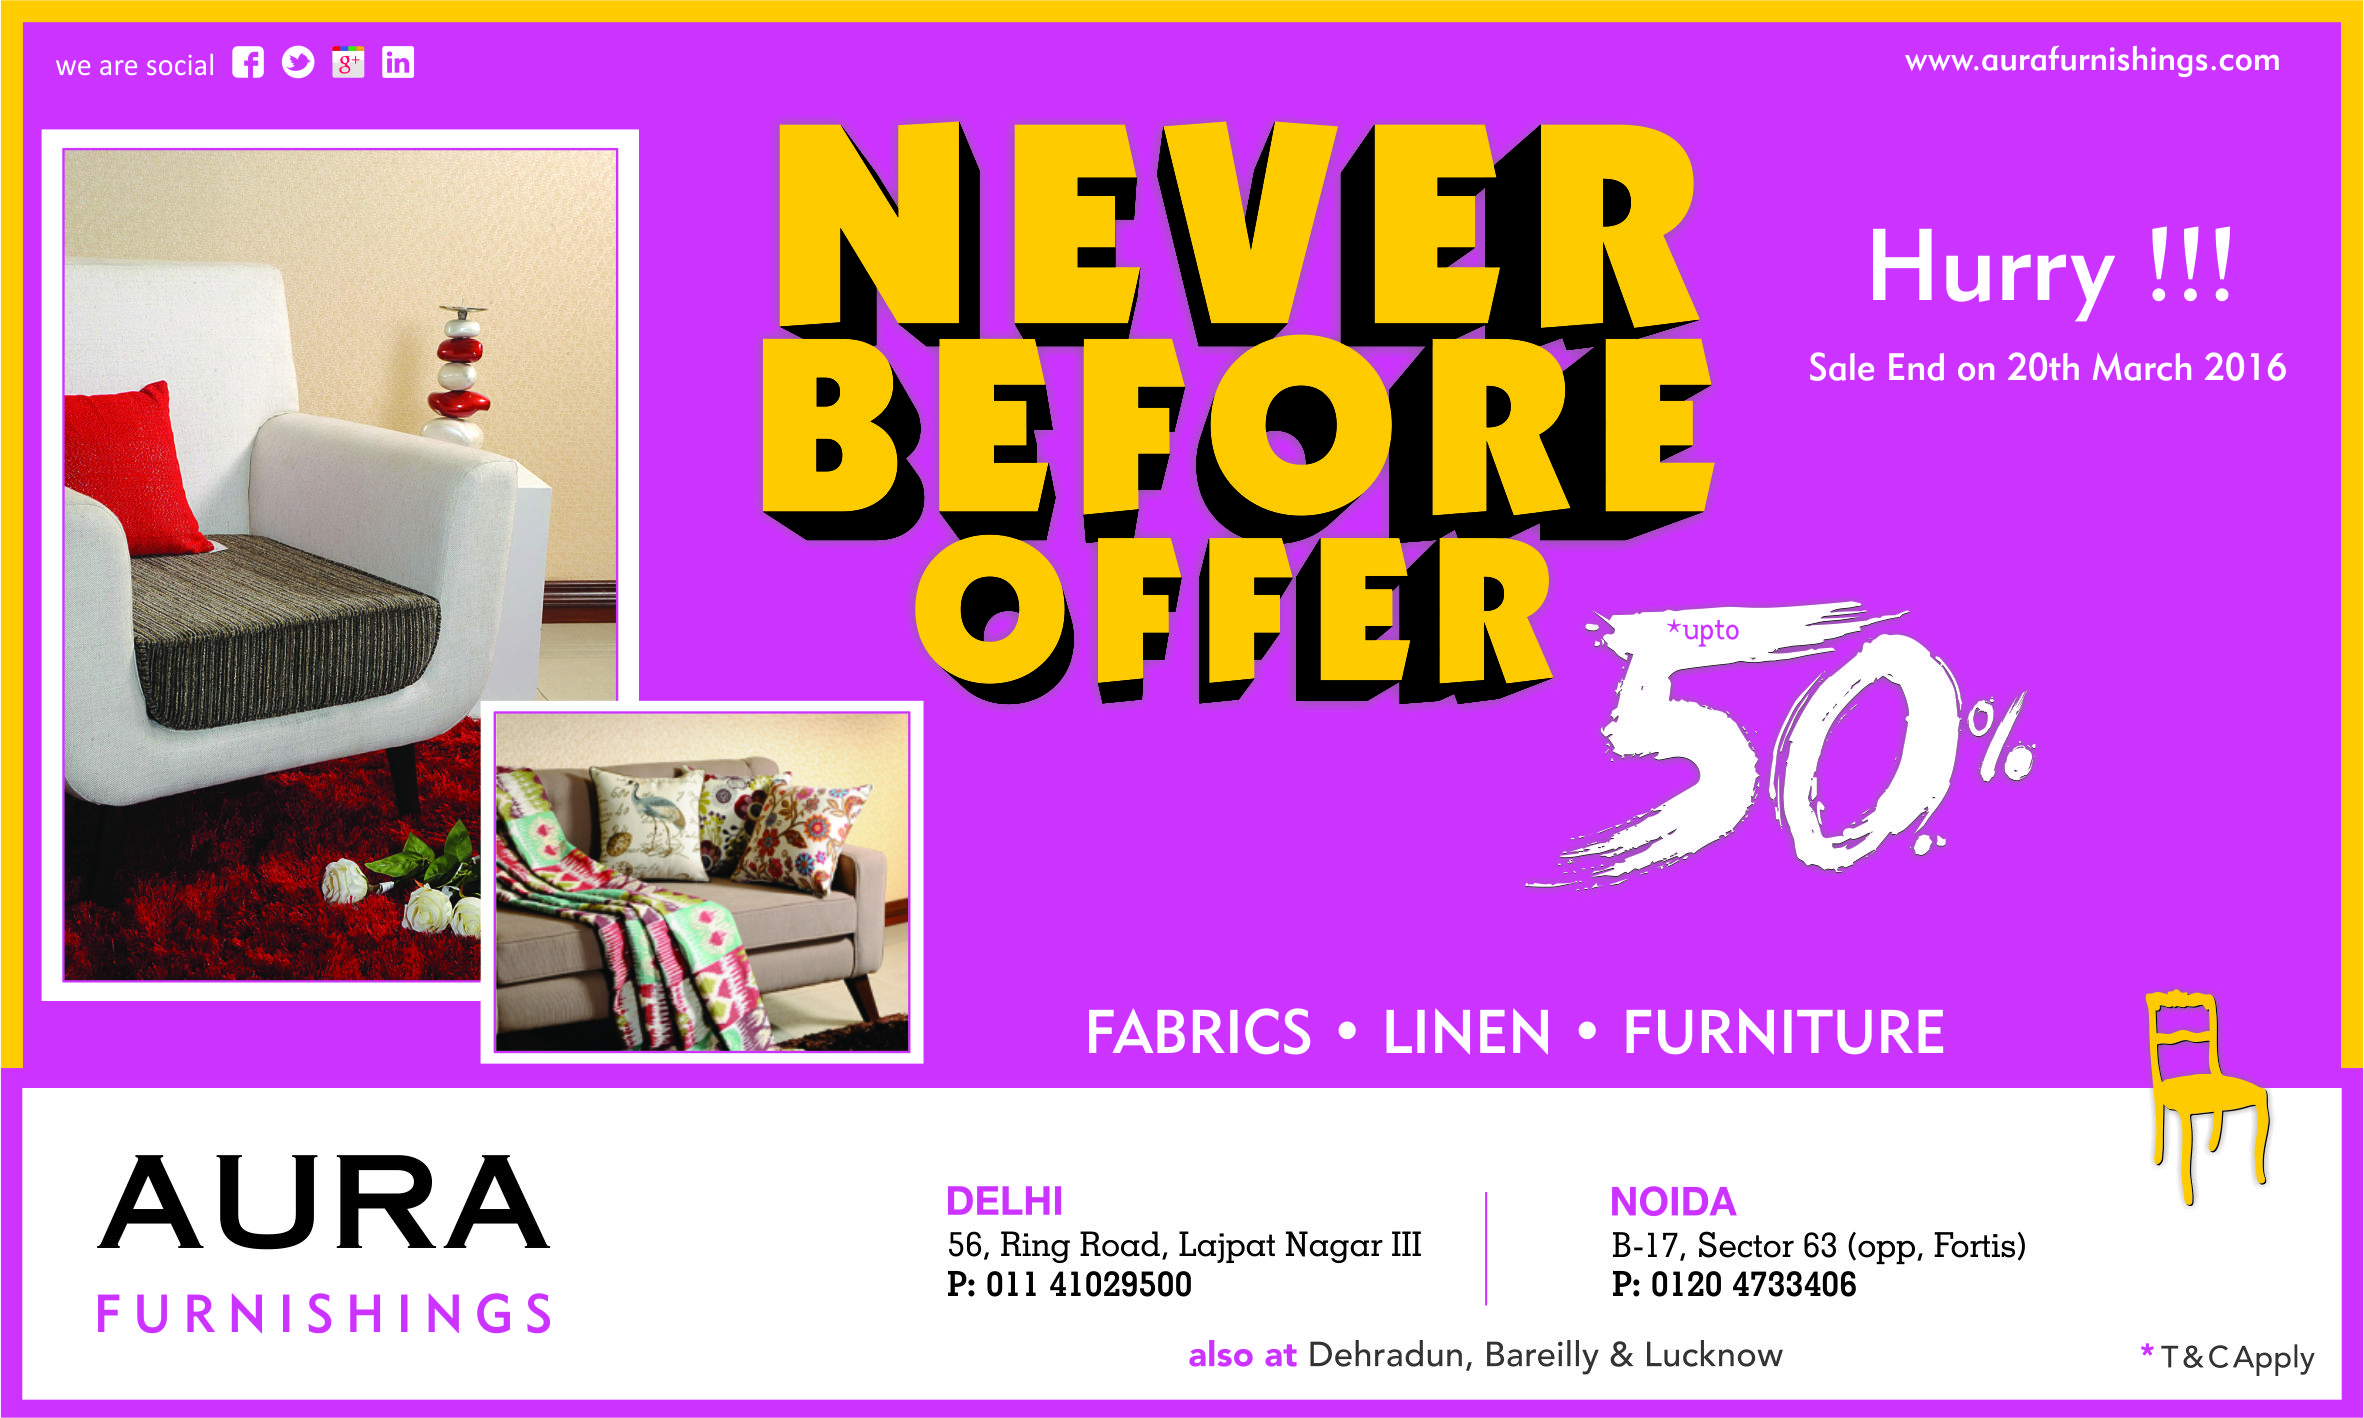 we are social
www.aurafurnishings.com
NEVER
BEFORE
OFFER
Hurry !!!
Sale End on 20th March 2016
*upto
50%
FABRICS • LINEN • FURNITURE
AURA
FURNISHINGS
DELHI
56, Ring Road, Lajpat Nagar III
P: 011 41029500
NOIDA
B-17, Sector 63 (opp, Fortis)
P: 0120 4733406
also at Dehradun, Bareilly & Lucknow
* T & C Apply